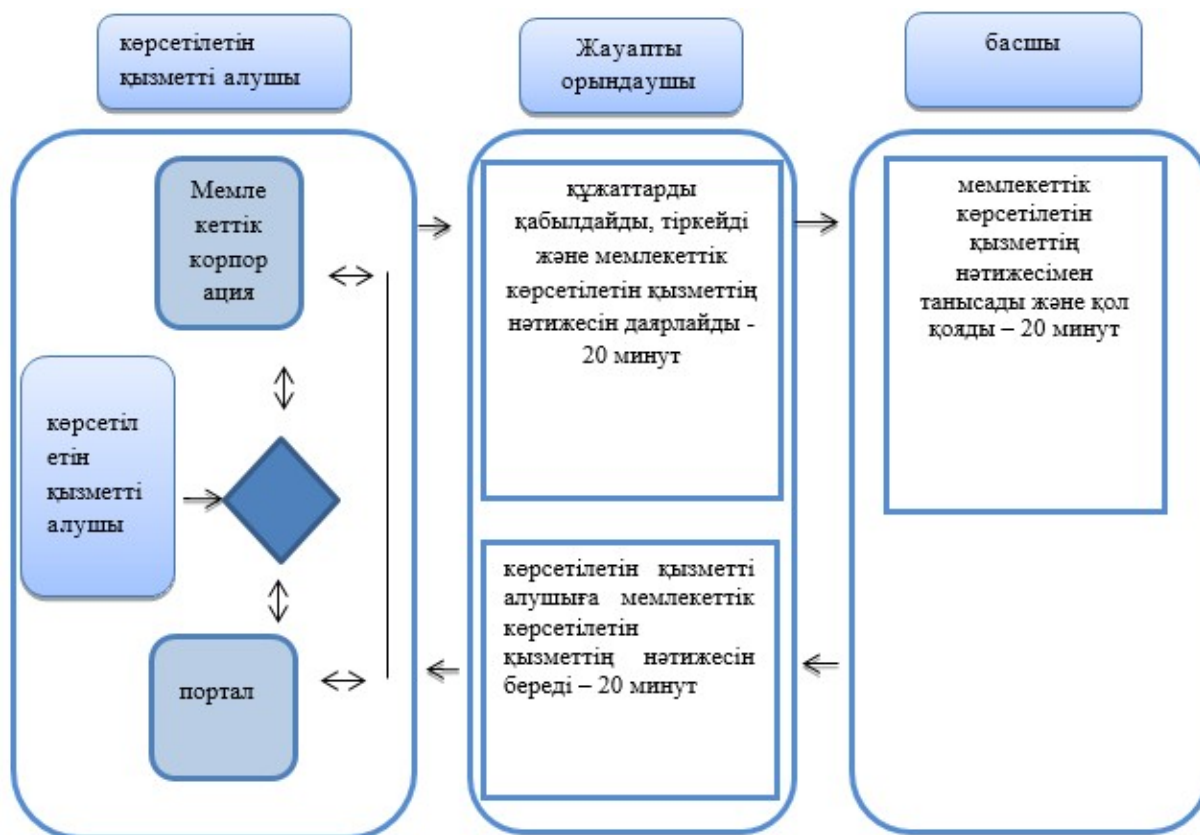 көрсетілетін
қызметті алушы
Жауапты
орындаушы
басшы
Мемле
кеттік
корпор
ация
көрсетіл
етін
қызметті
алушы
портал
құжаттарды
қабылдайды, тіркейді
және мемлекеттік
көрсетілетін қызметтің
нәтижесін даярлайды -
20 минут
көрсетілетін қызметті
алушыға мемлекеттік
көрсетілетін
қызметтің нәтижесін
береді – 20 минут
мемлекеттік
көрсетілетін
қызметтің
нәтижесімен
танысады және қол
қояды – 20 минут